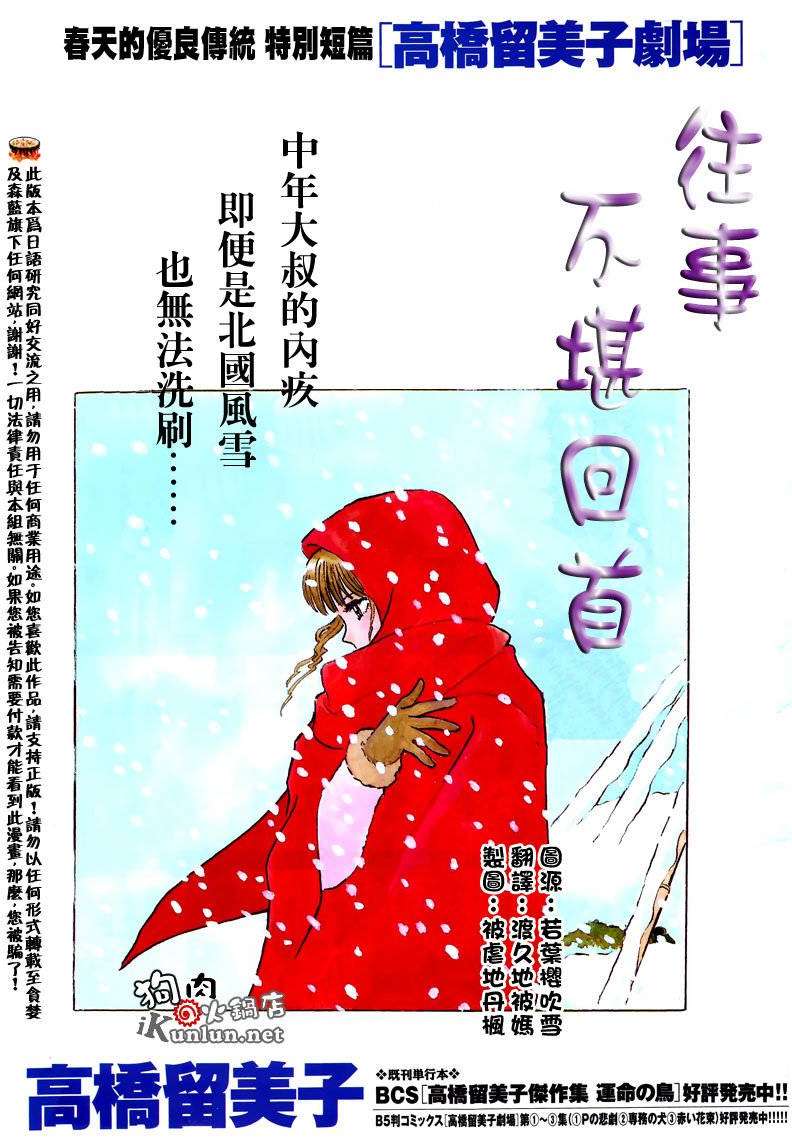 春天的優良傳統 特別短篇[高橋留美子劇場]
往事
不堪回首
中年大叔的內疚
即便是北國風雪
也無法洗刷……
此版本爲日語研究同好交流之用，請勿用于任何商業用途。如您喜歡此作品，請支持正版！請勿以任何形式轉載至貪婪
及森藍旗下任何網站，謝謝！一切法律責任與本組無關。如果您被告知需要付款才能看到此漫畫，那麽，您被騙了！
圖源：若葉櫻吹雪
翻譯：渡久地被媽
製圖：被虐地丹楓
狗肉火鍋店
iKunlun.net
高橋留美子
❖既刊単行本❖
BCS[高橋留美子傑作集 運命の鳥]好評発売中!!
B5判コミックス[高橋留美子劇場]第①～③集(①Pの悲劇②専務の犬③赤い花束)好評発売中!!!!!